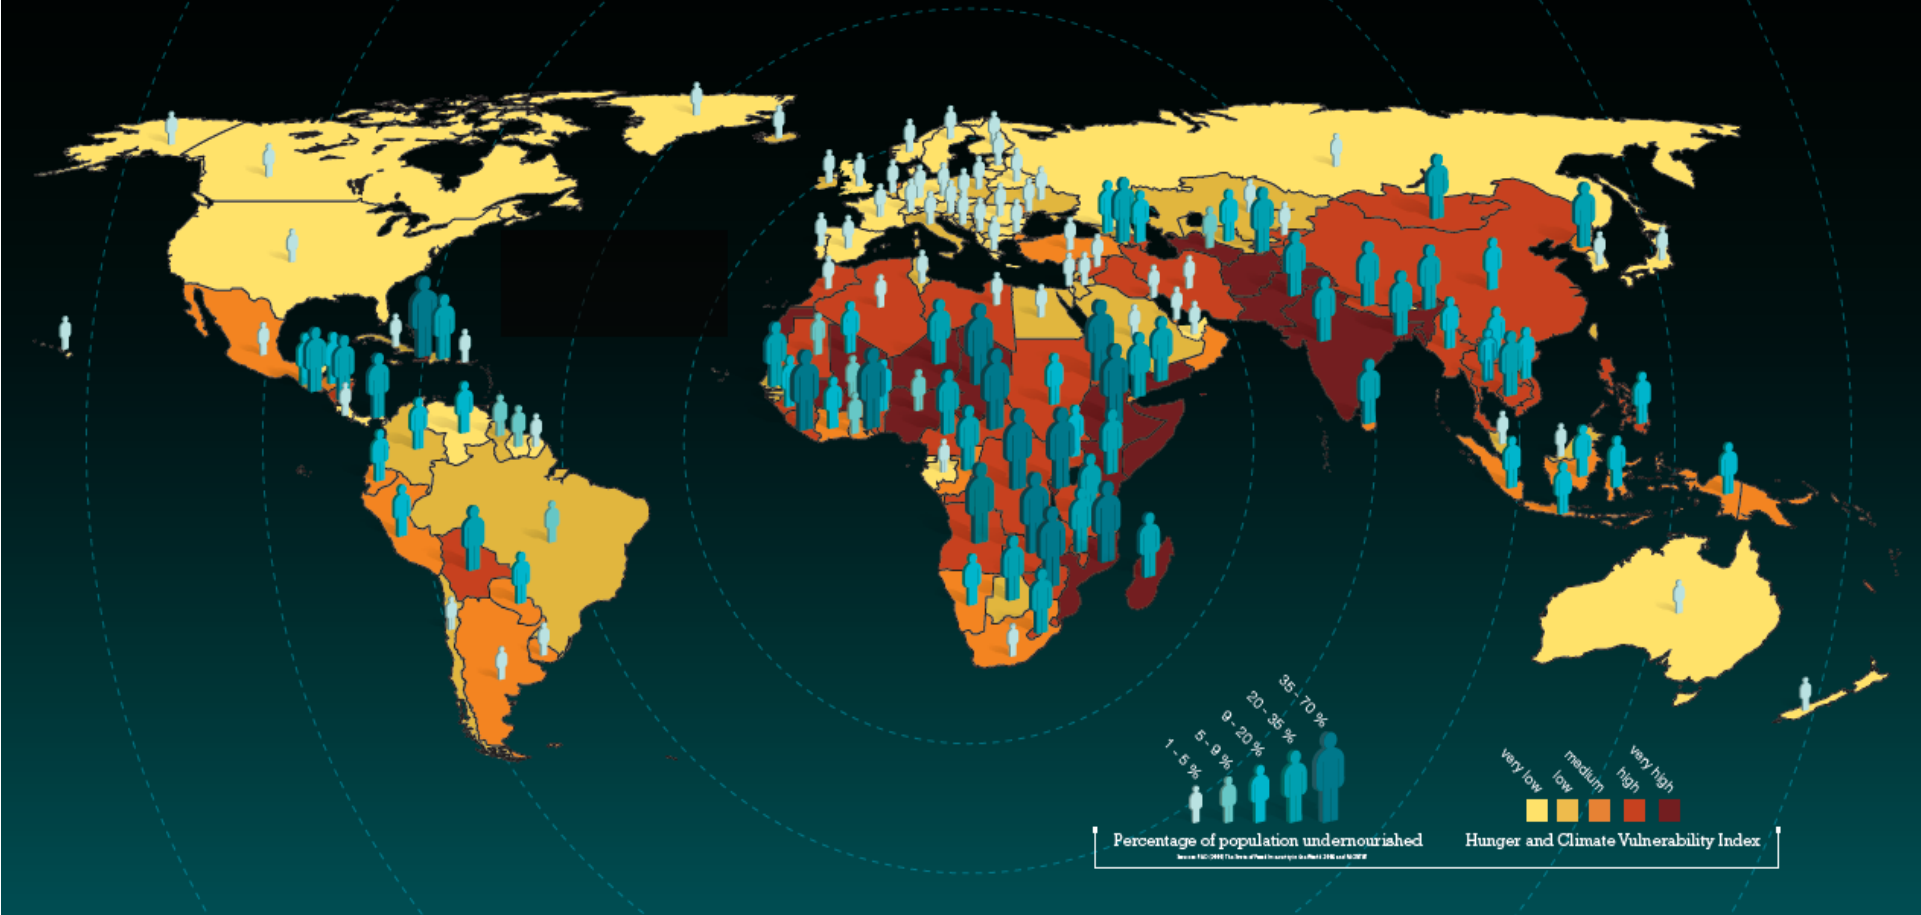 35 - 70 %
20 - 35 %
9 - 20 %
5 - 9 %
1 - 5 %
Percentage of population undernourished
very low
low
medium
high
very high
Hunger and Climate Vulnerability Index